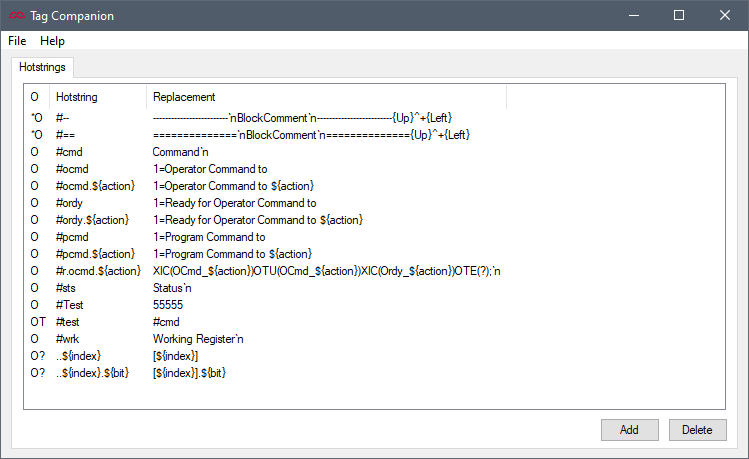 Tag Companion
File Help
Hotstrings
O Hotstring Replacement
*O #-- -------------------------`nBlockComment`n-------------------------{Up}^+{Left}
*O #== ==============`nBlockComment`n=============={Up}^+{Left}
O #cmd Command`n
O #ocmd 1=Operator Command to
O #ocmd.${action} 1=Operator Command to ${action}
O #ordy 1=Ready for Operator Command to
O #ordy.${action} 1=Ready for Operator Command to ${action}
O #pcmd 1=Program Command to
O #pcmd.${action} 1=Program Command to ${action}
O #r.ocmd.${action} XIC(OCmd_${action})OTU(OCmd_${action})XIC(Ordy_${action})OTE(?);`n
O #sts Status`n
O #Test 55555
OT #test #cmd
O #wrk Working Register`n
O? ..${index} [${index}]
O? ..${index}.${bit} [${index}].${bit}
Add Delete